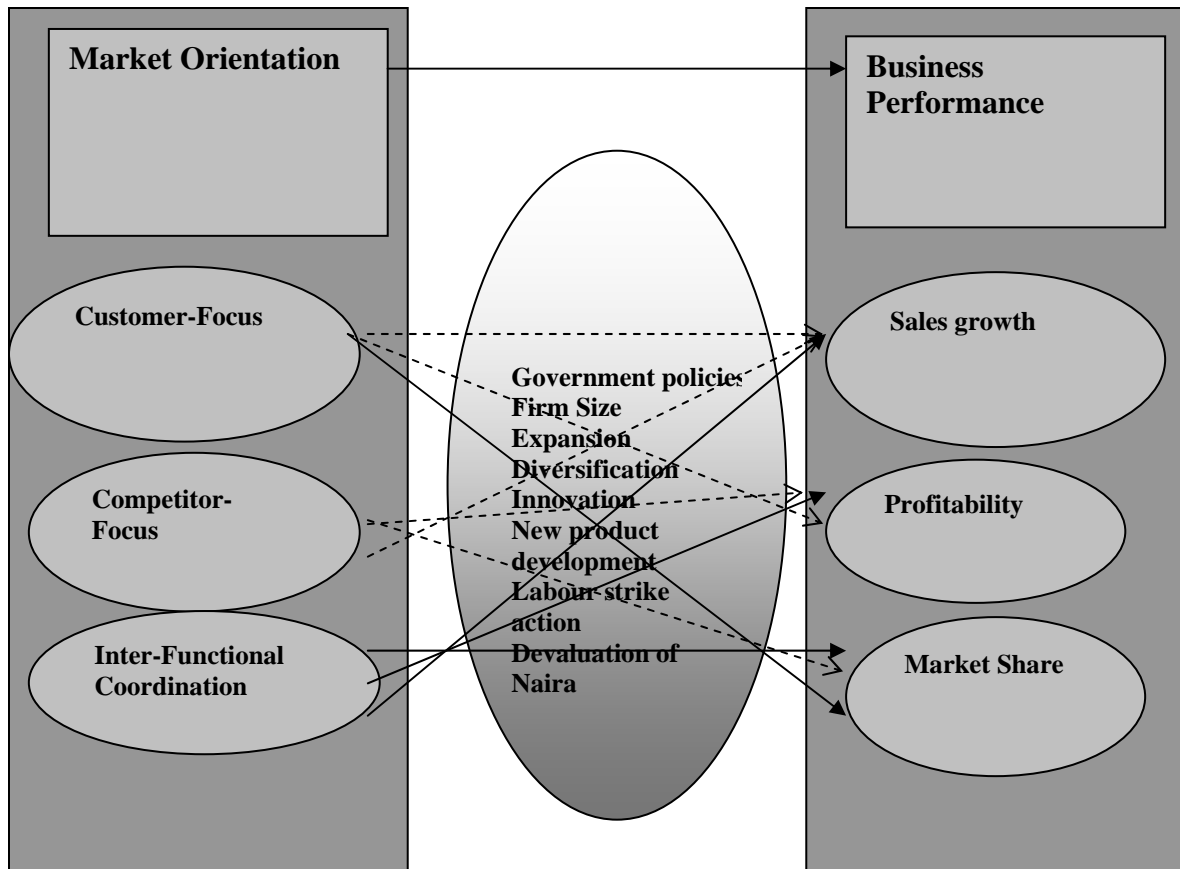 Market Orientation
Business
Performance
Customer-Focus
Competitor-
Focus
Inter-Functional
Coordination
Government policies
Firm Size
Expansion
Diversification
Innovation
New product
development
Labour strike
action
Devaluation of
Naira
Sales growth
Profitability
Market Share